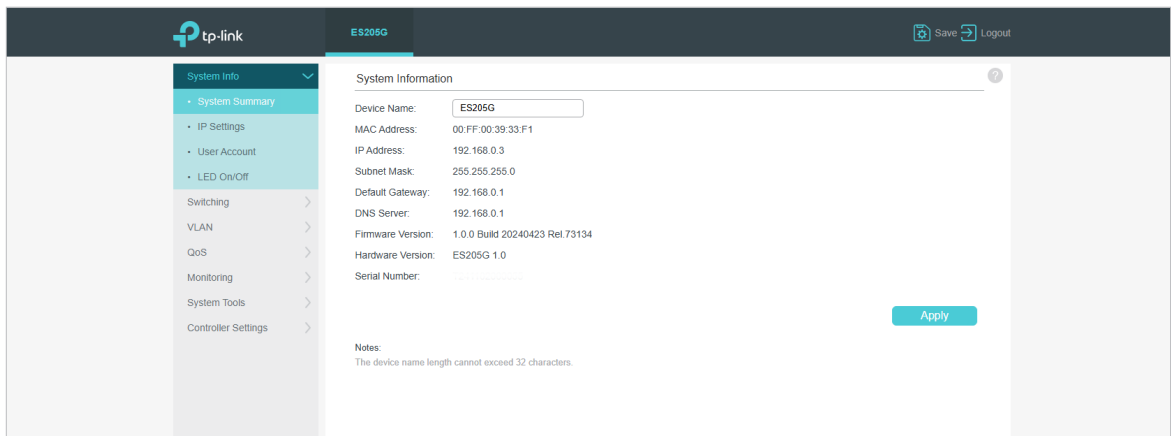 tp-link
ES205G
Save
Logout
System Info
• System Summary
• IP Settings
• User Account
• LED On/Off
Switching
VLAN
QoS
Monitoring
System Tools
Controller Settings
System Information
?
Device Name: ES205G
MAC Address: 00:FF:00:39:33:F1
IP Address: 192.168.0.3
Subnet Mask: 255.255.255.0
Default Gateway: 192.168.0.1
DNS Server: 192.168.0.1
Firmware Version: 1.0.0 Build 20240423 Rel.73134
Hardware Version: ES205G 1.0
Serial Number:
Apply
Notes:
The device name length cannot exceed 32 characters.